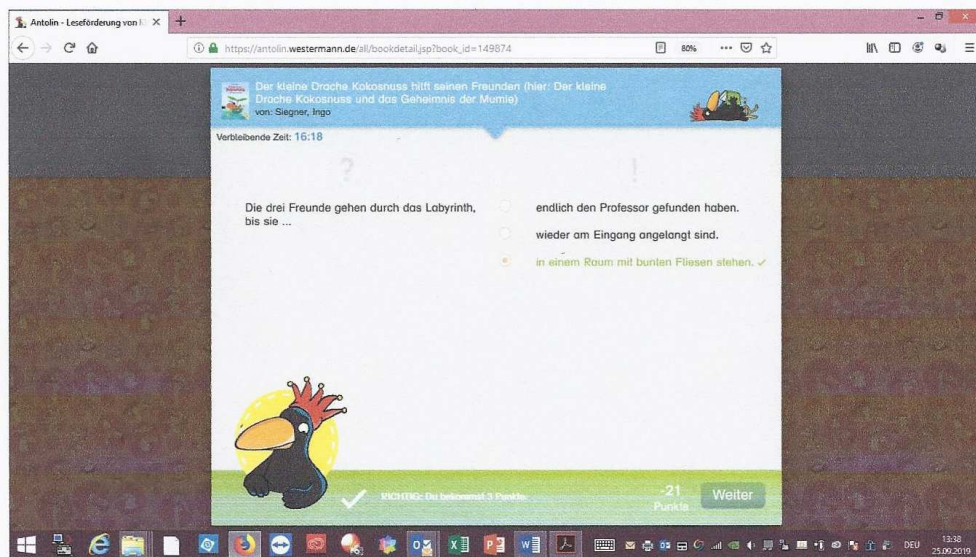 Antolin - Leseförderung von
https://antolin.westermann.de/all/bookdetail.jsp?book_id=149874
80%
Der kleine Drache Kokosnuss hilft seinen Freunden (hier: Der kleine
Drache Kokosnuss und das Geheimnis der Mumie)
von: Siegner, Ingo
Verbleibende Zeit: 16:18
?
!
Die drei Freunde gehen durch das Labyrinth,
bis sie ...
endlich den Professor gefunden haben.
wieder am Eingang angelangt sind.
in einem Raum mit bunten Fliesen stehen.
RICHTIG: Du bekommst 3 Punkte.
-21
Punkte
Weiter
DEU
13:38